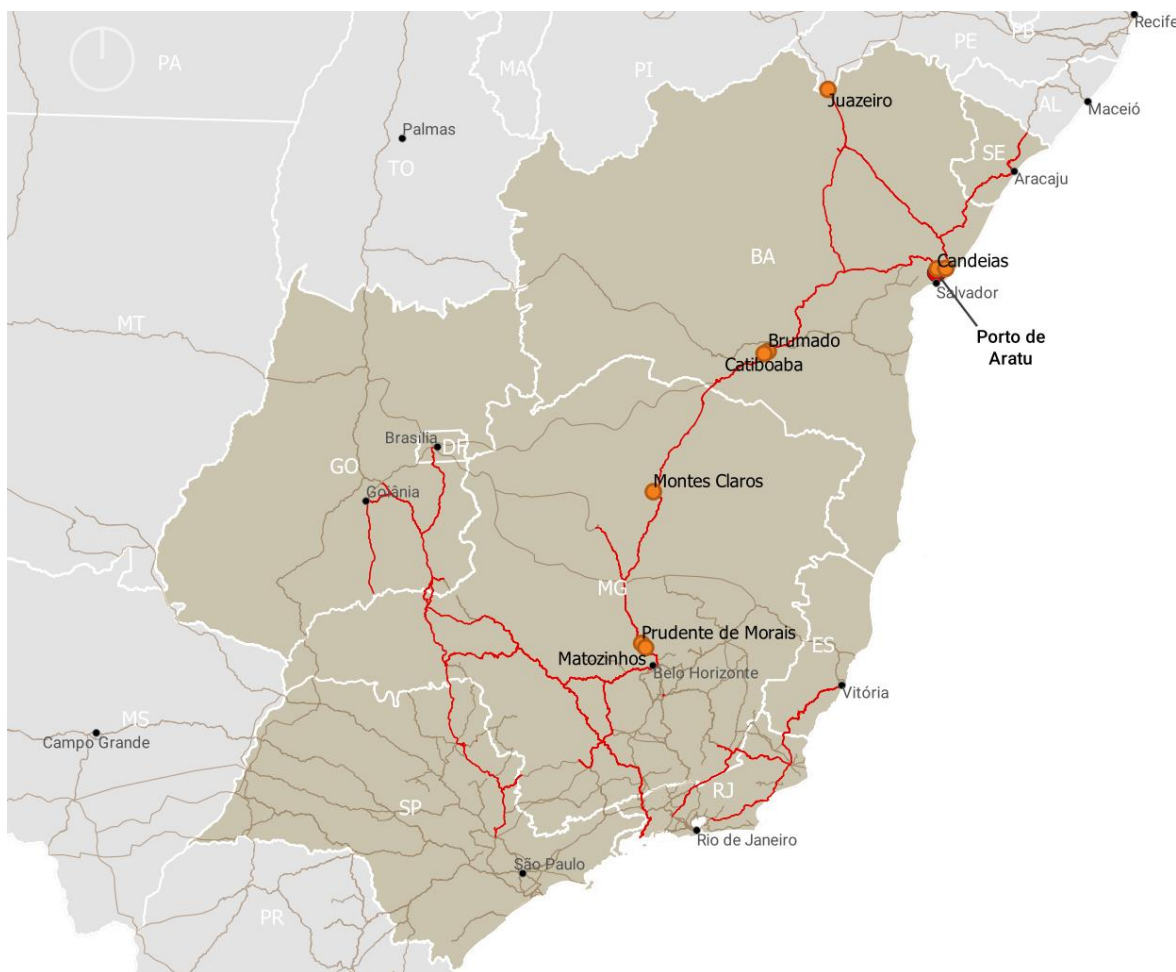 Recife
PE
PB
PA
MA
PI
Juazeiro
AL
Maceió
Palmas
TO
SE
Aracaju
BA
Candeias
Salvador
Porto de
Aratu
MT
Brumado
Catiboaba
Brasília
DF
GO
Goiânia
Montes Claros
MG
Prudente de Morais
Matozinhos
Belo Horizonte
ES
Vitória
MS
Campo Grande
SP
RJ
Rio de Janeiro
São Paulo
PR